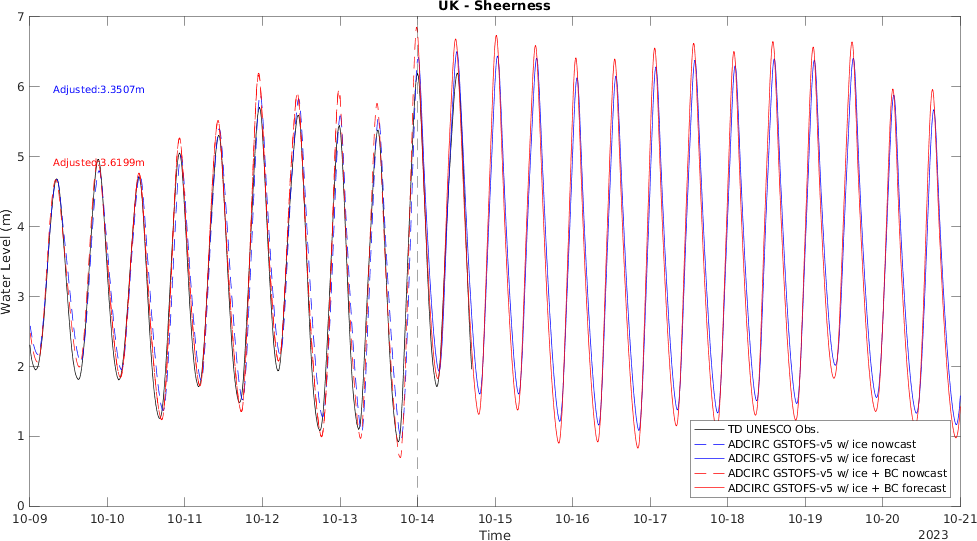 UK - Sheerness
7
6
5
4
3
2
1
0
Water Level (m)
Adjusted:3.3507m
Adjusted:3.6199m
TD UNESCO Obs.
ADCIRC GSTOFS-v5 w/ ice nowcast
ADCIRC GSTOFS-v5 w/ ice forecast
ADCIRC GSTOFS-v5 w/ ice + BC nowcast
ADCIRC GSTOFS-v5 w/ ice + BC forecast
10-09 10-10 10-11 10-12 10-13 10-14 10-15 10-16 10-17 10-18 10-19 10-20 10-21
Time
2023